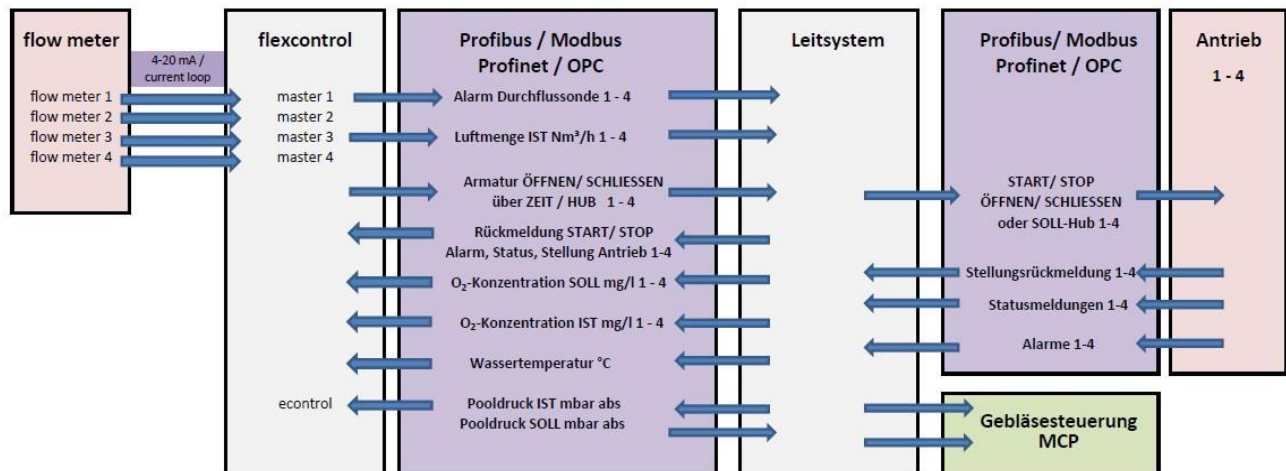 flow meter
4-20 mA /
current loop
flow meter 1
flow meter 2
flow meter 3
flow meter 4
flexcontrol
master 1
master 2
master 3
master 4
econtrol
Profibus / Modbus
Profinet / OPC
Alarm Durchflussonde 1 - 4
Luftmenge IST Nm³/h 1 - 4
Armatur ÖFFNEN/ SCHLIESSEN
über ZEIT / HUB 1 - 4
Rückmeldung START/ STOP
Alarm, Status, Stellung Antrieb 1-4
O₂-Konzentration SOLL mg/l 1 - 4
O₂-Konzentration IST mg/l 1 - 4
Wassertemperatur °C
Pooldruck IST mbar abs
Pooldruck SOLL mbar abs
Leitsystem
Profibus/ Modbus
Profinet / OPC
START/ STOP
ÖFFNEN/ SCHLIESSEN
oder SOLL-Hub 1-4
Stellungsrückmeldung 1-4
Statusmeldungen 1-4
Alarme 1-4
Antrieb
1 - 4
Gebläsesteuerung
MCP